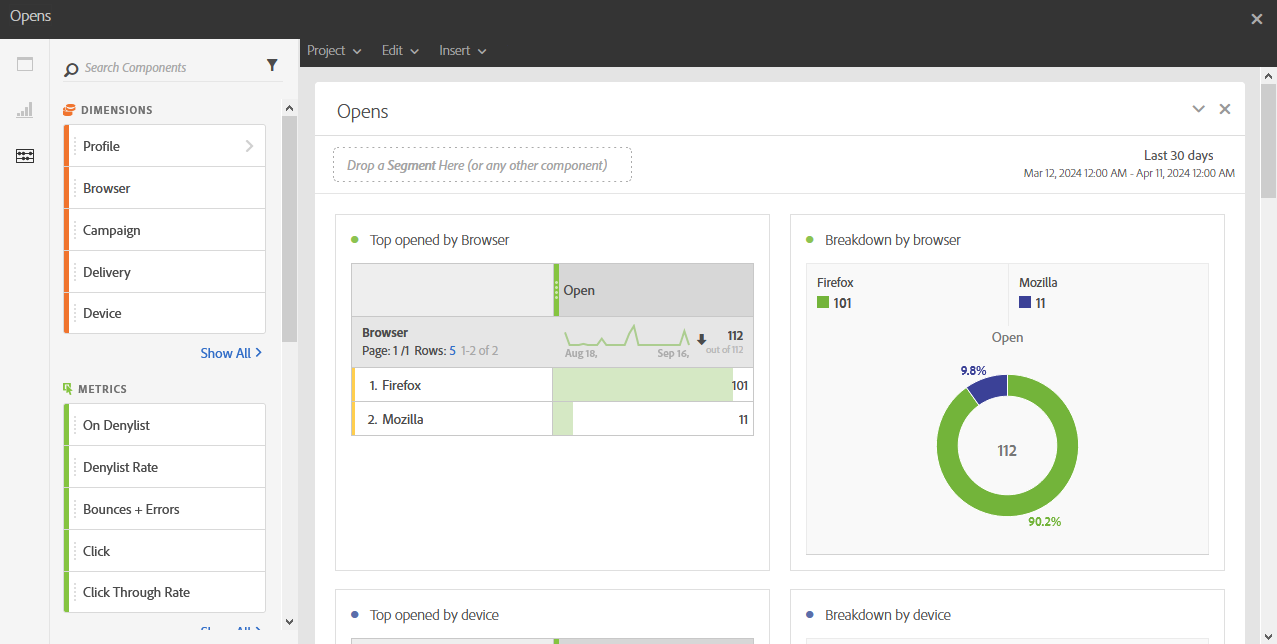 Opens
Project
Edit
Insert
Search Components
DIMENSIONS
Profile
Browser
Campaign
Delivery
Device
Show All
METRICS
On Denylist
Denylist Rate
Bounces + Errors
Click
Click Through Rate
Show All
Opens
Drop a Segment Here (or any other component)
Last 30 days
Mar 12, 2024 12:00 AM - Apr 11, 2024 12:00 AM
Top opened by Browser
Open
Browser
Page: 1 /1 Rows: 5 1-2 of 2
Aug 18,
Sep 16,
112
out of 112
1. Firefox 101
2. Mozilla 11
Breakdown by browser
Firefox
101
Mozilla
11
Open
9.8%
112
90.2%
Top opened by device
Open
Breakdown by device